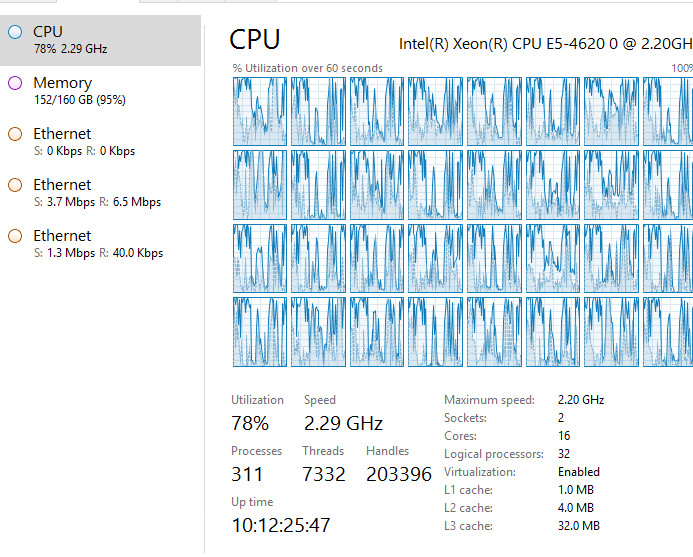 CPU
78% 2.29 GHz
Memory
152/160 GB (95%)
Ethernet
S: 0 Kbps R: 0 Kbps
Ethernet
S: 3.7 Mbps R: 6.5 Mbps
Ethernet
S: 1.3 Mbps R: 40.0 Kbps
CPU
Intel(R) Xeon(R) CPU E5-4620 0 @ 2.20GH
% Utilization over 60 seconds
100%
Utilization
Speed
78%
2.29 GHz
Processes
Threads
Handles
311
7332
203396
Up time
10:12:25:47
Maximum speed: 2.20 GHz
Sockets: 2
Cores: 16
Logical processors: 32
Virtualization: Enabled
L1 cache: 1.0 MB
L2 cache: 4.0 MB
L3 cache: 32.0 MB